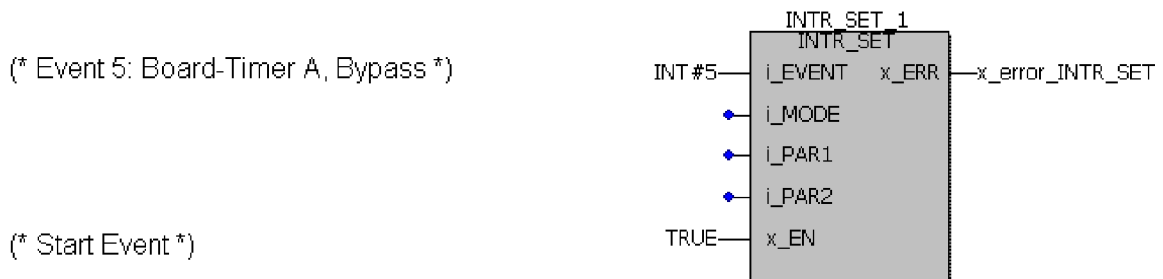 INTR_SET_1
INTR_SET
(* Event 5: Board-Timer A, Bypass *)
INT#5 i_EVENT x_ERR x_error_INTR_SET
i_MODE
i_PAR1
i_PAR2
(* Start Event *)
TRUE x_EN